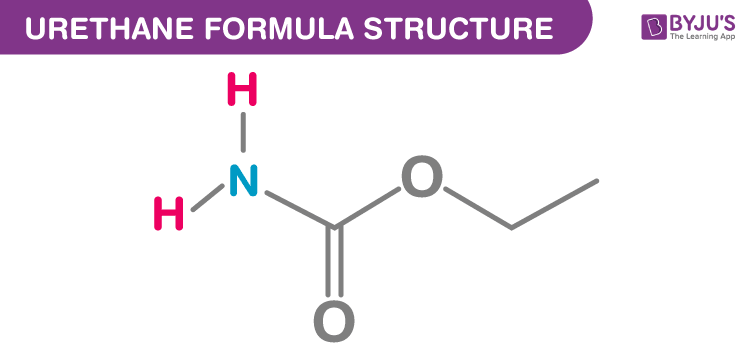 URETHANE FORMULA STRUCTURE
BYJU'S
The Learning App
H
N
H
O
O